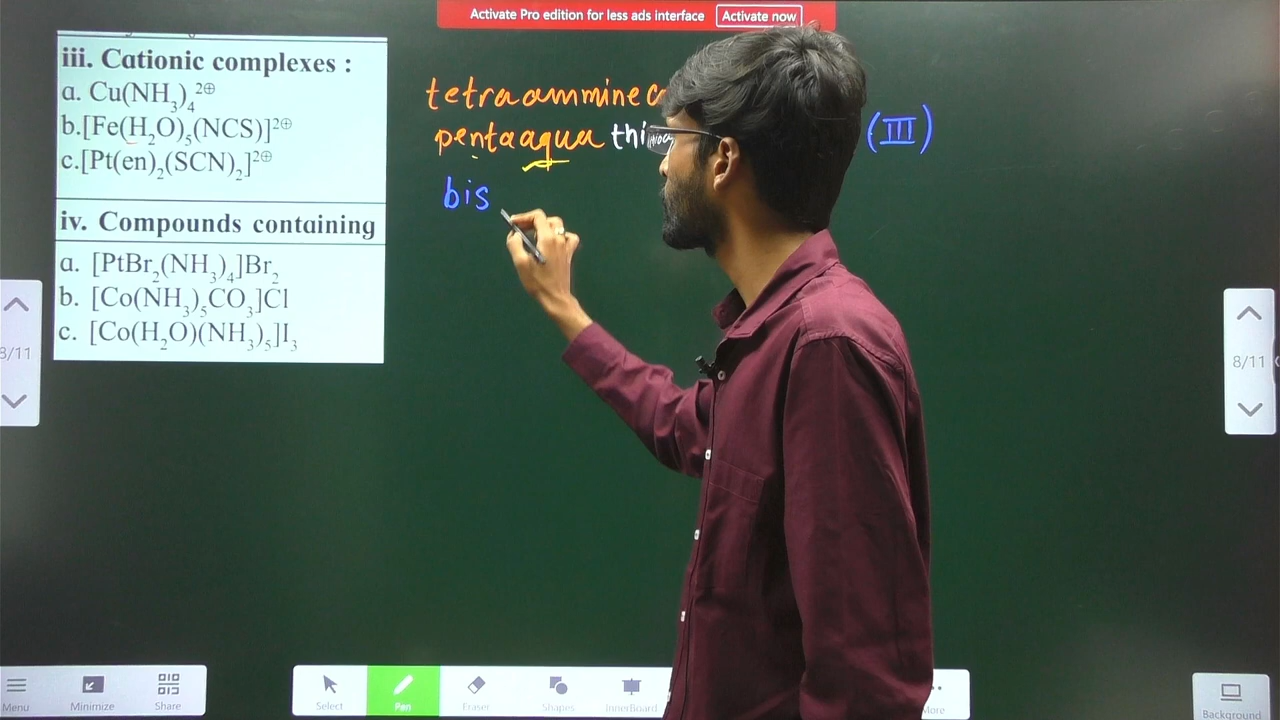 Activate Pro edition for less ads interface Activate now
iii. Cationic complexes :
a. Cu(NH₃)₄²⊕
b.[Fe(H₂O)₅(NCS)]²⊕
c.[Pt(en)₂(SCN)₂]²⊕
iv. Compounds containing
a. [PtBr₂(NH₃)₄]Br₂
b. [Co(NH₃)₅CO₃]Cl
c. [Co(H₂O)(NH₃)₅]I₃
tetraammine
pentaaqua (III)
bis
8/11
8/11
Menu
Minimize
Share
Select
Pen
Eraser
Shapes
InnerBoard
More
Background